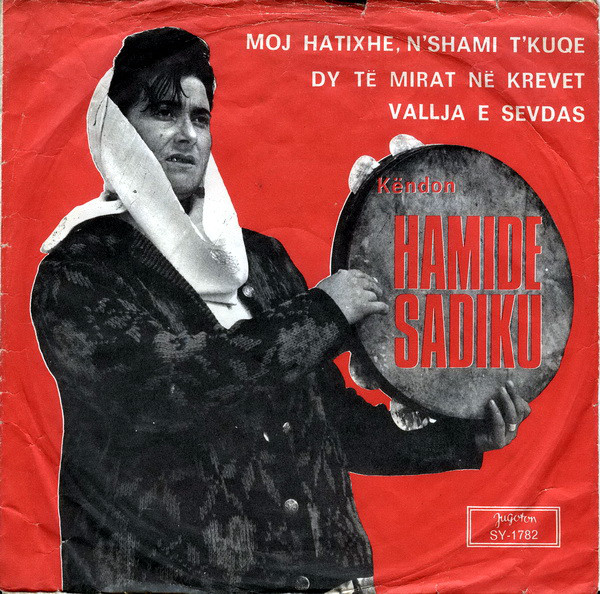 MOJ HATIXHE, N'SHAMI T'KUQE
DY TË MIRAT NË KREVET
VALLJA E SEVDAS
Këndon
HAMIDE
SADIKU
Jugoton
SY-1782